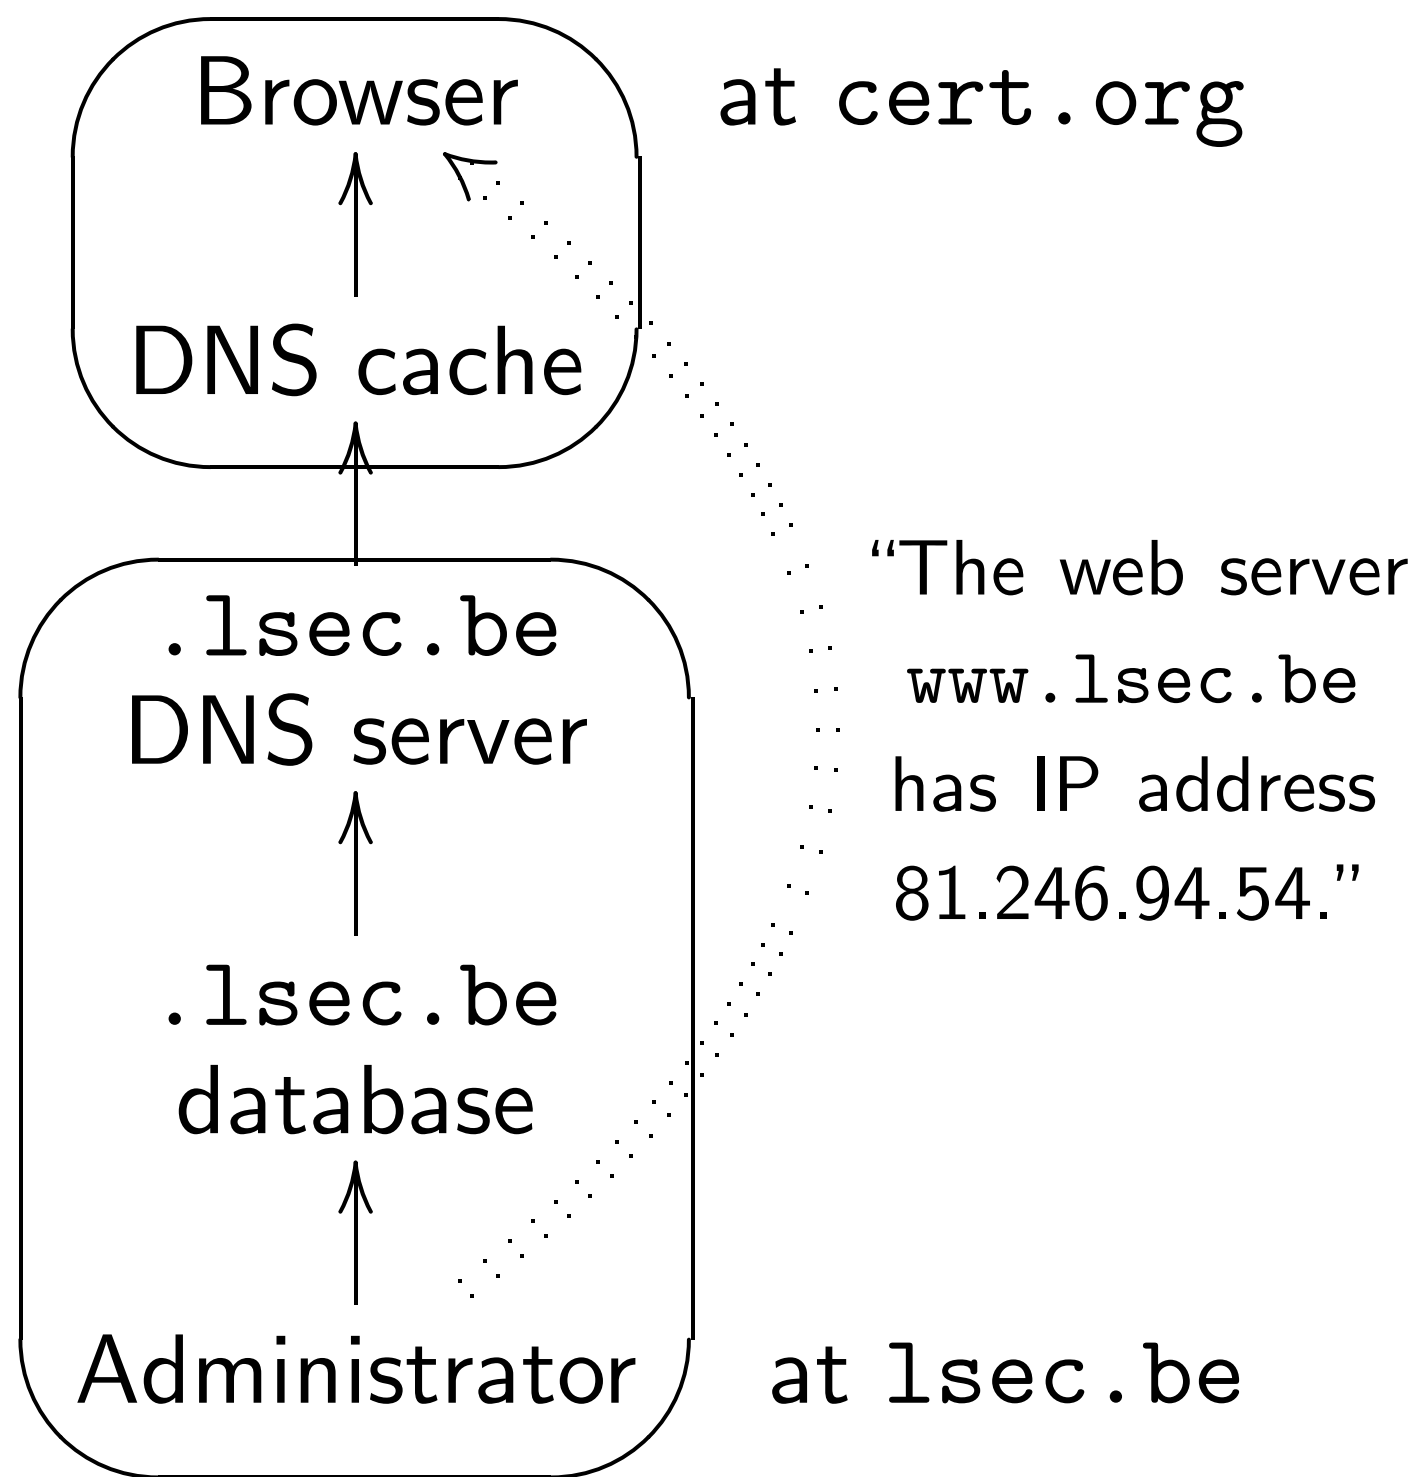 Browser
at cert.org
DNS cache
.lsec.be
DNS server
“The web server
www.lsec.be
has IP address
81.246.94.54.”
.lsec.be
database
Administrator
at lsec.be